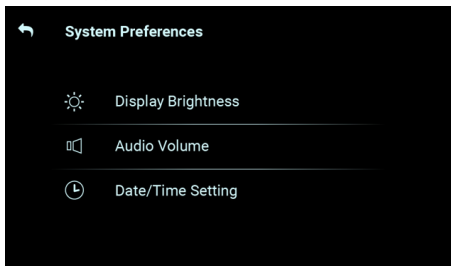 System Preferences
Display Brightness
Audio Volume
Date/Time Setting